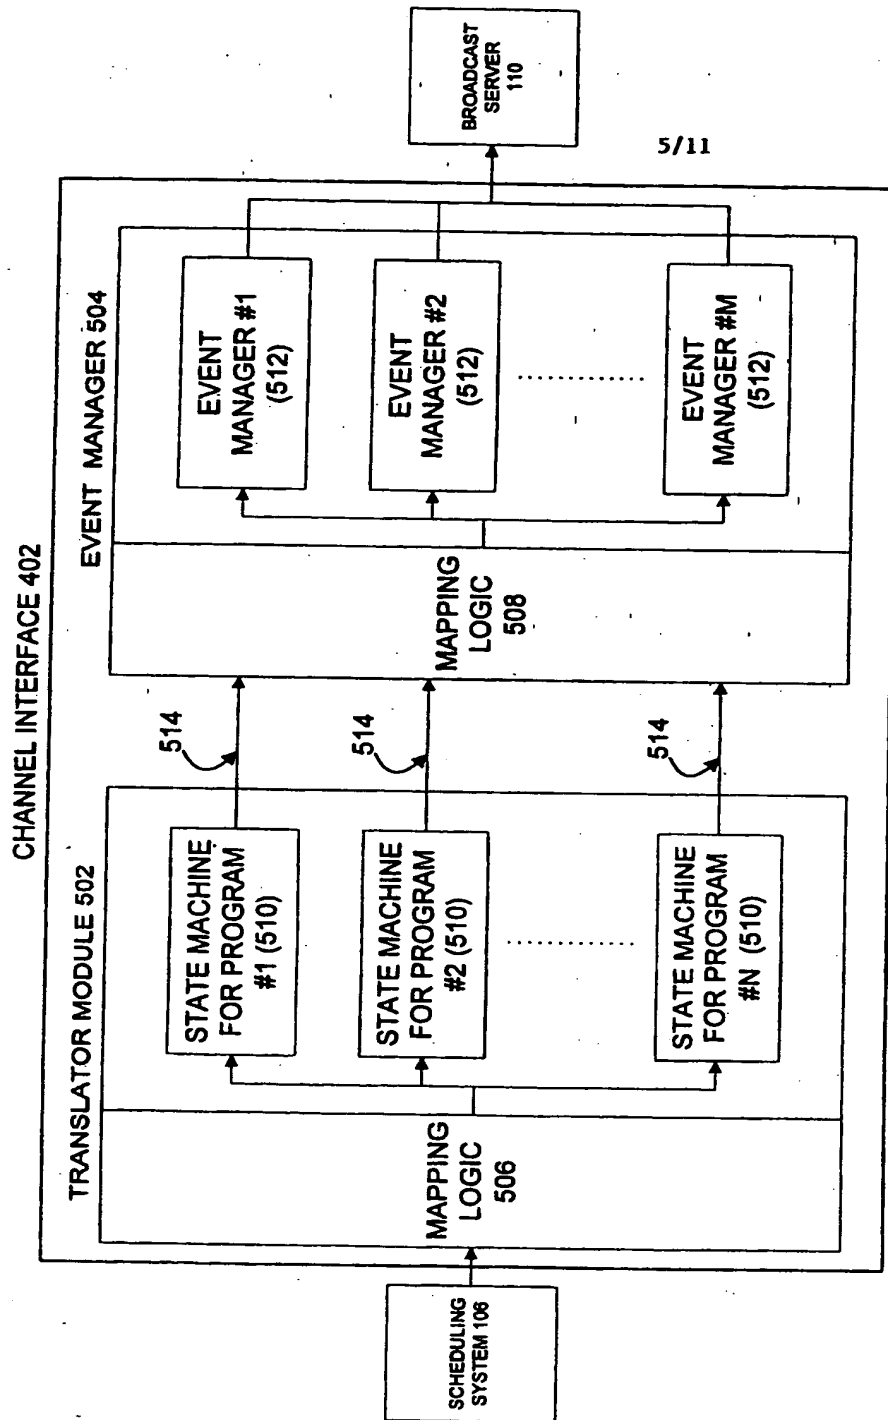 CHANNEL INTERFACE 402
TRANSLATOR MODULE 502
EVENT MANAGER 504
SCHEDULING
SYSTEM 106
MAPPING
LOGIC
506
STATE MACHINE
FOR PROGRAM
#1 (510)
STATE MACHINE
FOR PROGRAM
#2 (510)
STATE MACHINE
FOR PROGRAM
#N (510)
514
514
514
MAPPING
LOGIC
508
EVENT
MANAGER #1
(512)
EVENT
MANAGER #2
(512)
EVENT
MANAGER #M
(512)
BROADCAST
SERVER
110
5/11